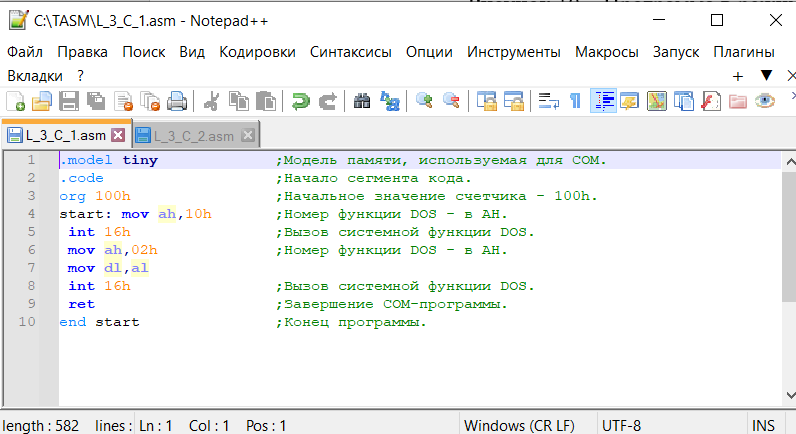 C:\TASM\L_3_C_1.asm - Notepad++
Файл Правка Поиск Вид Кодировки Синтаксисы Опции Инструменты Макросы Запуск Плагины
Вкладки ?
L_3_C_1.asm L_3_C_2.asm
1 .model tiny ;Модель памяти, используемая для COM.
2 .code ;Начало сегмента кода.
3 org 100h ;Начальное значение счетчика - 100h.
4 start: mov ah,10h ;Номер функции DOS - в AH.
5 int 16h ;Вызов системной функции DOS.
6 mov ah,02h ;Номер функции DOS - в AH.
7 mov dl,al
8 int 16h ;Вызов системной функции DOS.
9 ret ;Завершение COM-программы.
10 end start ;Конец программы.
length : 582 lines : Ln : 1 Col : 1 Pos : 1 Windows (CR LF) UTF-8 INS